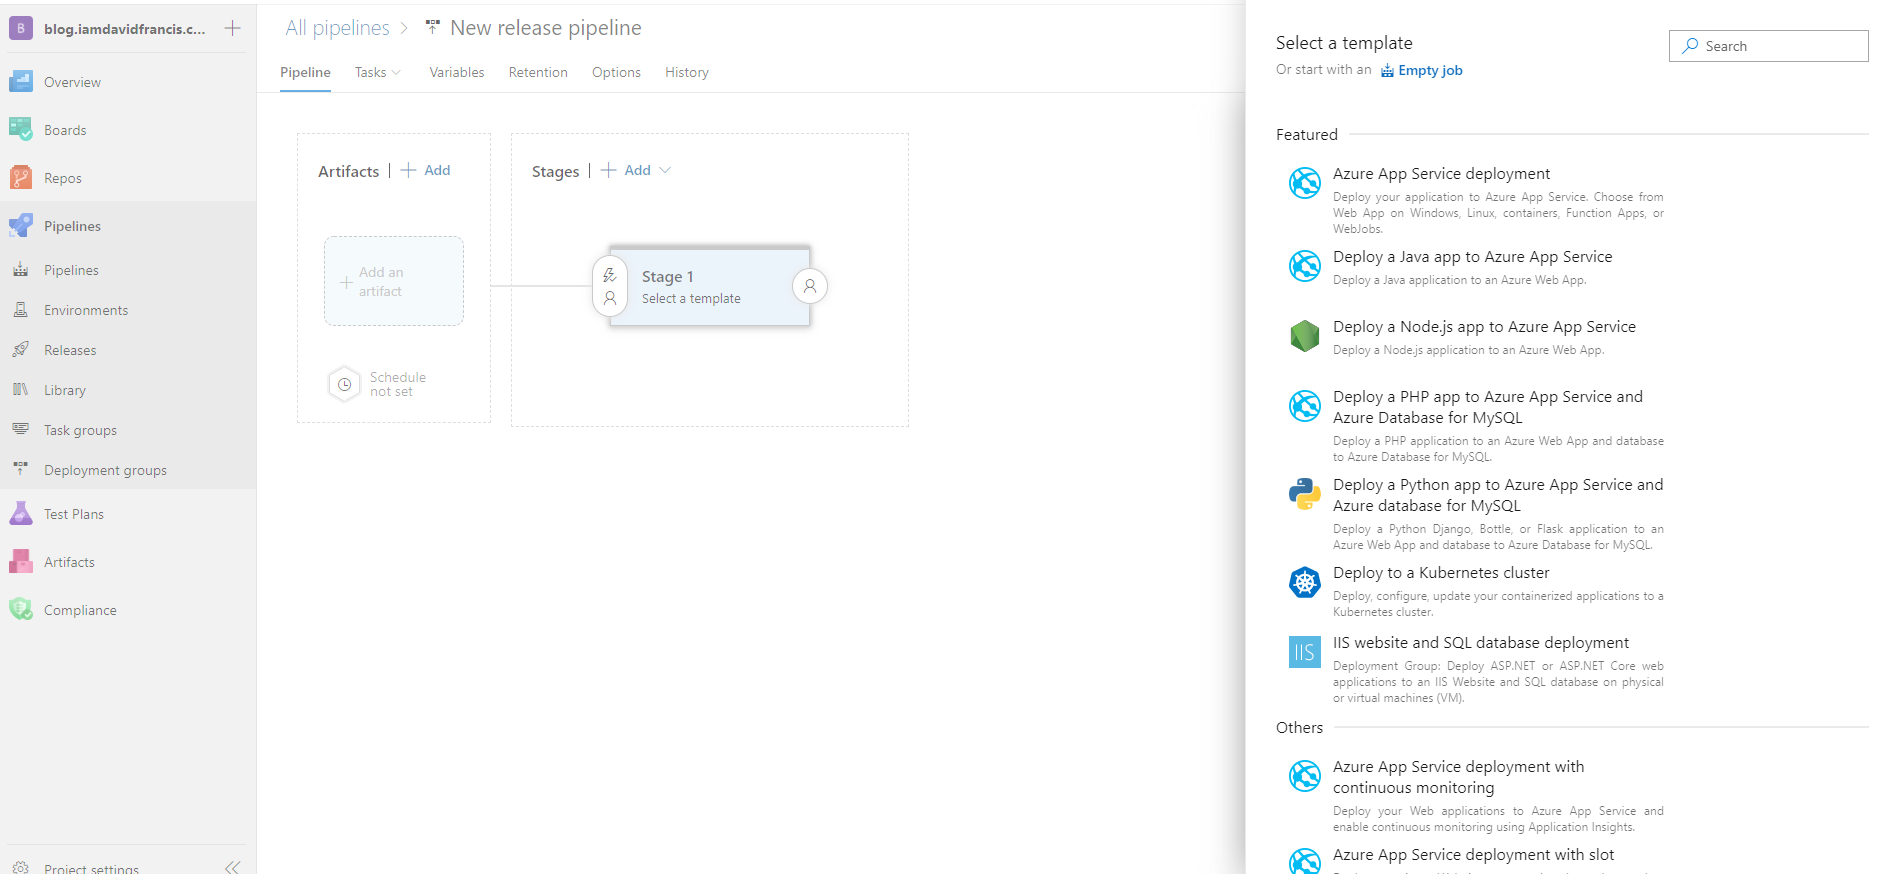 B blog.iamdavidfrancis.c...
Overview
Boards
Repos
Pipelines
Pipelines
Environments
Releases
Library
Task groups
Deployment groups
Test Plans
Artifacts
Compliance
Project settings
All pipelines > New release pipeline
Pipeline Tasks Variables Retention Options History
Artifacts | + Add
Add an
artifact
Schedule
not set
Stages | + Add
Stage 1
Select a template
Select a template
Search
Or start with an Empty job
Featured
Azure App Service deployment
Deploy your application to Azure App Service. Choose from
Web App on Windows, Linux, containers, Function Apps, or
WebJobs.
Deploy a Java app to Azure App Service
Deploy a Java application to an Azure Web App.
Deploy a Node.js app to Azure App Service
Deploy a Node.js application to an Azure Web App.
Deploy a PHP app to Azure App Service and
Azure Database for MySQL
Deploy a PHP application to an Azure Web App and database
to Azure Database for MySQL.
Deploy a Python app to Azure App Service and
Azure database for MySQL
Deploy a Python Django, Bottle, or Flask application to an
Azure Web App and database to Azure Database for MySQL.
Deploy to a Kubernetes cluster
Deploy, configure, update your containerized applications to a
Kubernetes cluster.
IIS
IIS website and SQL database deployment
Deployment Group: Deploy ASP.NET or ASP.NET Core web
applications to an IIS Website and SQL database on physical
or virtual machines (VM).
Others
Azure App Service deployment with
continuous monitoring
Deploy your Web applications to Azure App Service and
enable continuous monitoring using Application Insights.
Azure App Service deployment with slot